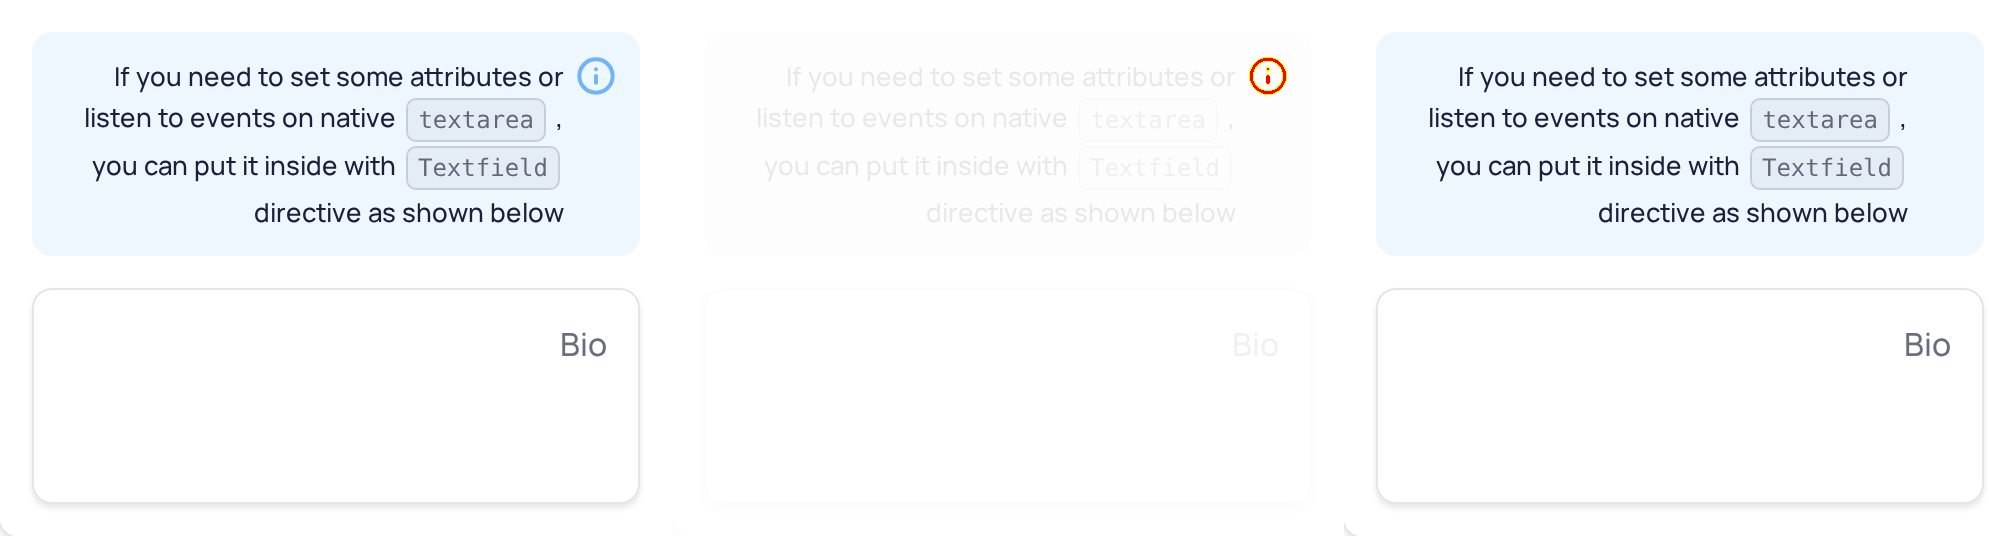 If you need to set some attributes or
listen to events on native textarea ,
you can put it inside with Textfield
directive as shown below
Bio
If you need to set some attributes or
listen to events on native textarea ,
you can put it inside with Textfield
directive as shown below
Bio
If you need to set some attributes or
listen to events on native textarea ,
you can put it inside with Textfield
directive as shown below
Bio